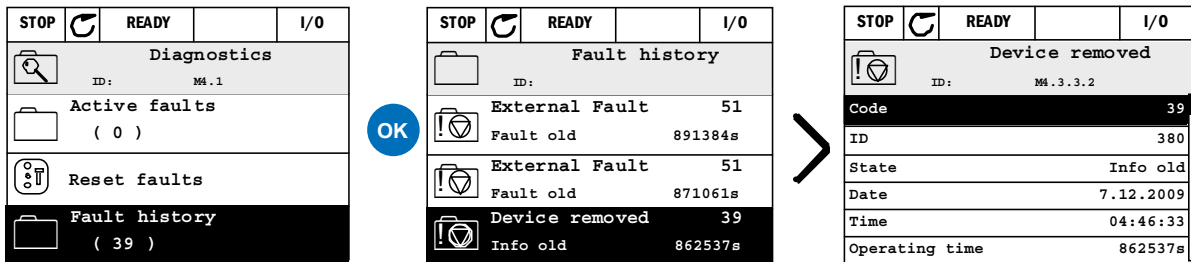 STOP READY I/O
Diagnostics
ID: M4.1
Active faults
( 0 )
Reset faults
Fault history
( 39 )
OK
STOP READY I/O
Fault history
ID:
External Fault 51
Fault old 891384s
External Fault 51
Fault old 871061s
Device removed 39
Info old 862537s
STOP READY I/O
Device removed
ID: M4.3.3.2
Code 39
ID 380
State Info old
Date 7.12.2009
Time 04:46:33
Operating time 862537s